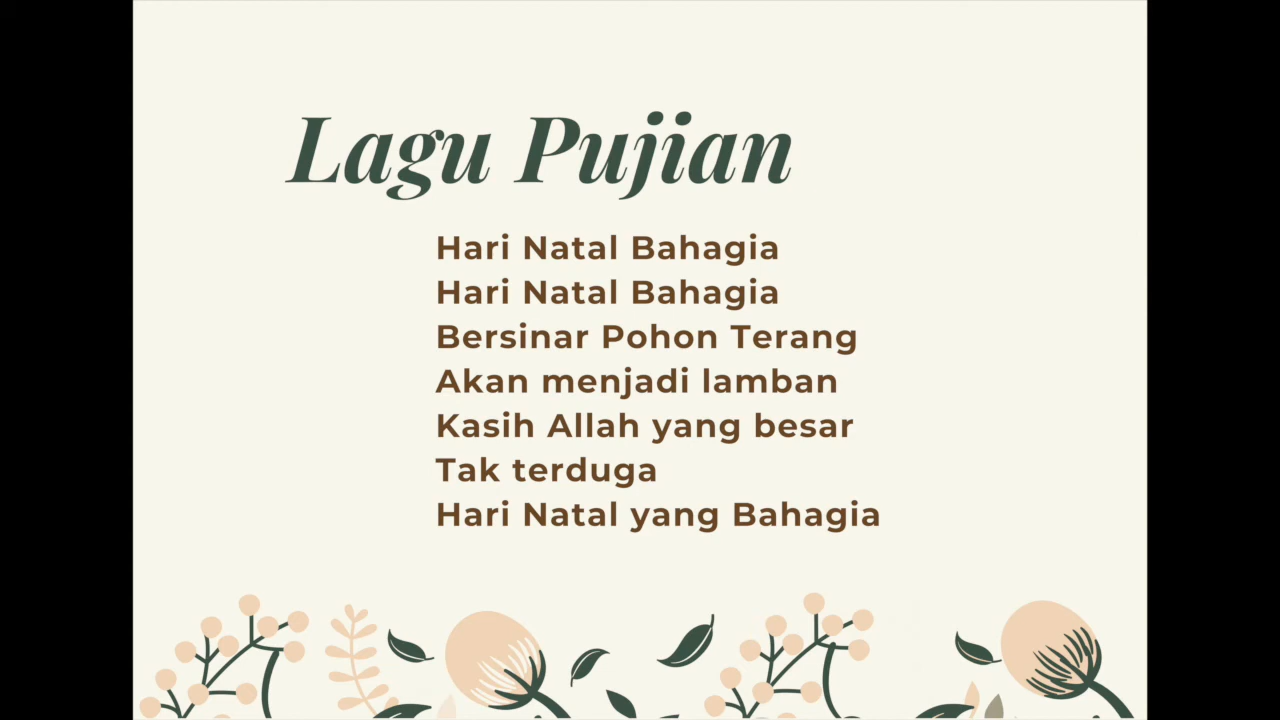 Lagu Pujian
Hari Natal Bahagia
Hari Natal Bahagia
Bersinar Pohon Terang
Akan menjadi lamban
Kasih Allah yang besar
Tak terduga
Hari Natal yang Bahagia